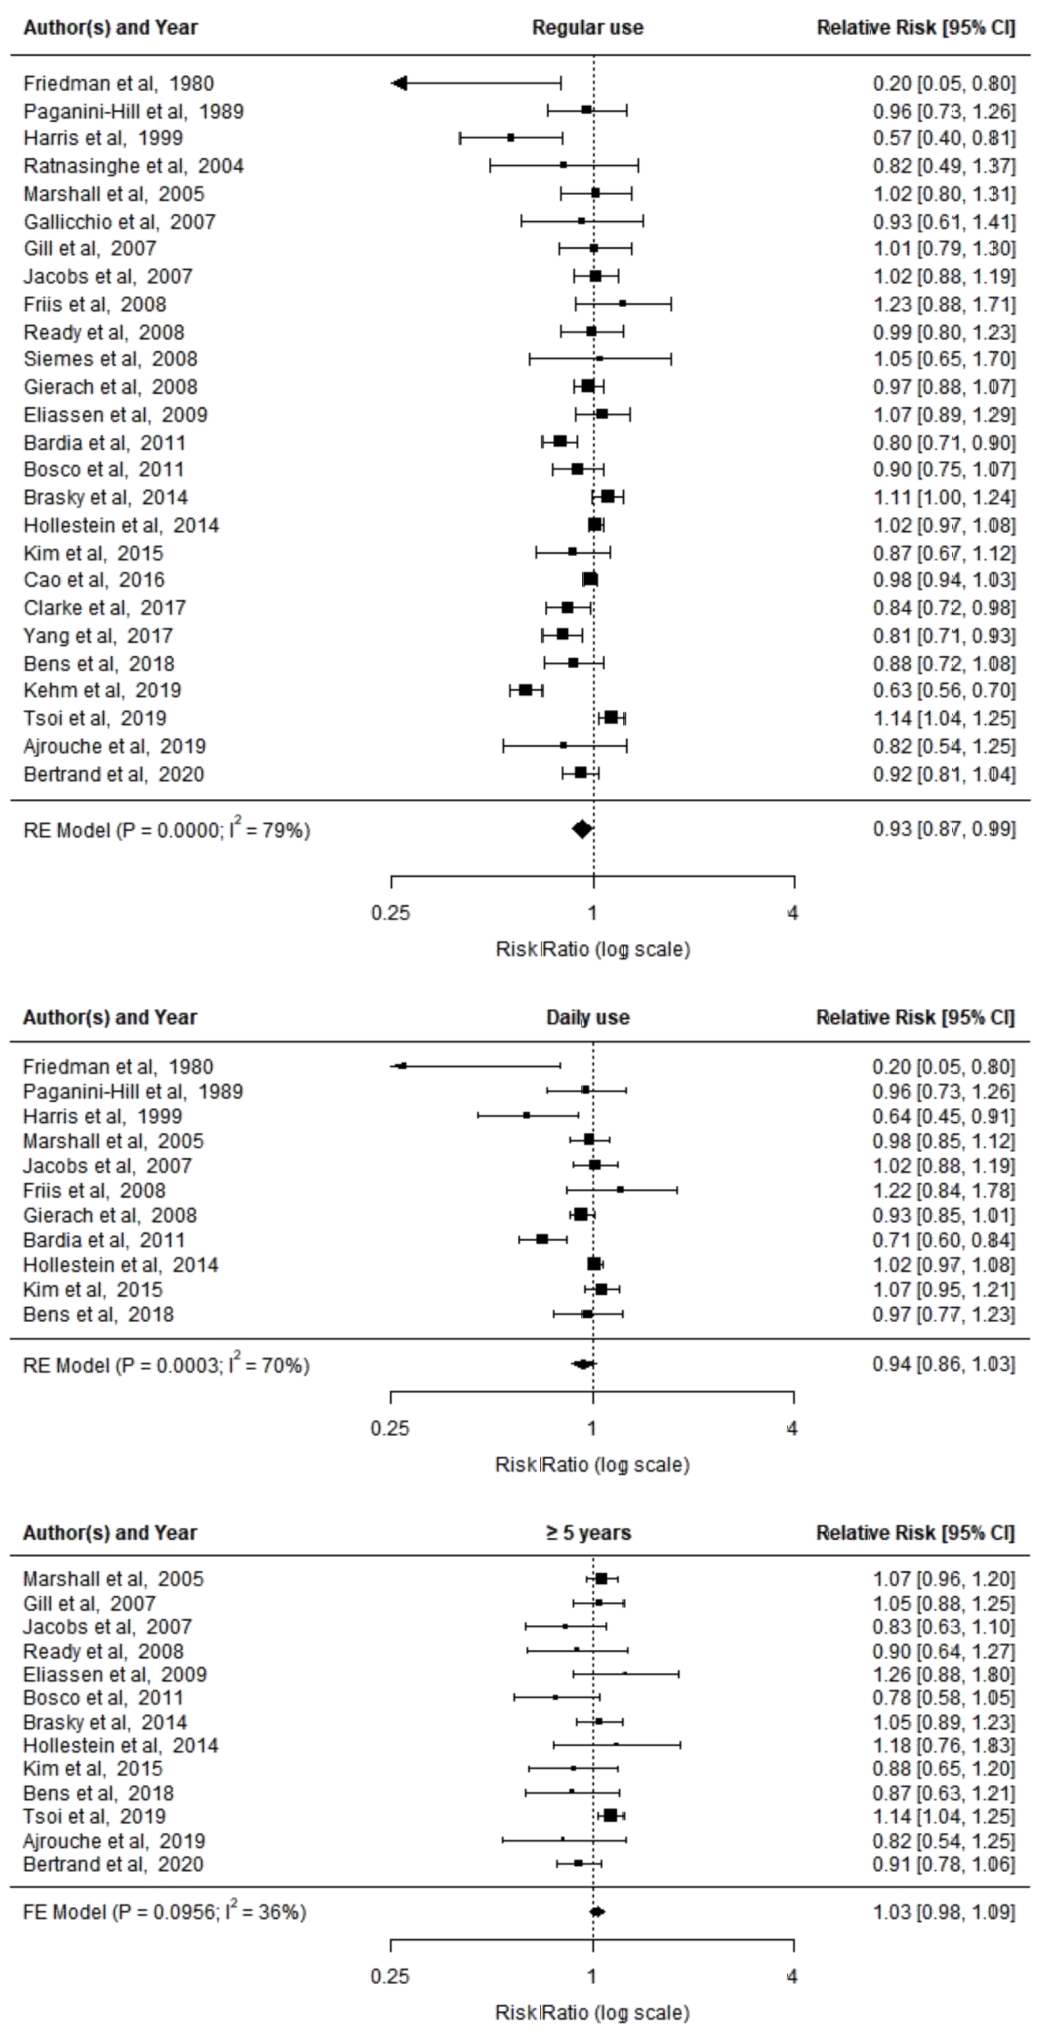 Author(s) and Year Regular use Relative Risk [95% CI]
Friedman et al, 1980 0.20 [0.05, 0.80]
Paganini-Hill et al, 1989 0.96 [0.73, 1.26]
Harris et al, 1999 0.57 [0.40, 0.81]
Ratnasinghe et al, 2004 0.82 [0.49, 1.37]
Marshall et al, 2005 1.02 [0.80, 1.31]
Gallicchio et al, 2007 0.93 [0.61, 1.41]
Gill et al, 2007 1.01 [0.79, 1.30]
Jacobs et al, 2007 1.02 [0.88, 1.19]
Friis et al, 2008 1.23 [0.88, 1.71]
Ready et al, 2008 0.99 [0.80, 1.23]
Siemes et al, 2008 1.05 [0.65, 1.70]
Gierach et al, 2008 0.97 [0.88, 1.07]
Eliassen et al, 2009 1.07 [0.89, 1.29]
Bardia et al, 2011 0.80 [0.71, 0.90]
Bosco et al, 2011 0.90 [0.75, 1.07]
Brasky et al, 2014 1.11 [1.00, 1.24]
Hollestein et al, 2014 1.02 [0.97, 1.08]
Kim et al, 2015 0.87 [0.67, 1.12]
Cao et al, 2016 0.98 [0.94, 1.03]
Clarke et al, 2017 0.84 [0.72, 0.98]
Yang et al, 2017 0.81 [0.71, 0.93]
Bens et al, 2018 0.88 [0.72, 1.08]
Kehm et al, 2019 0.63 [0.56, 0.70]
Tsoi et al, 2019 1.14 [1.04, 1.25]
Ajrouche et al, 2019 0.82 [0.54, 1.25]
Bertrand et al, 2020 0.92 [0.81, 1.04]
RE Model (P = 0.0000; I² = 79%) 0.93 [0.87, 0.99]
0.25 1 4
Risk Ratio (log scale)
Author(s) and Year Daily use Relative Risk [95% CI]
Friedman et al, 1980 0.20 [0.05, 0.80]
Paganini-Hill et al, 1989 0.96 [0.73, 1.26]
Harris et al, 1999 0.64 [0.45, 0.91]
Marshall et al, 2005 0.98 [0.85, 1.12]
Jacobs et al, 2007 1.02 [0.88, 1.19]
Friis et al, 2008 1.22 [0.84, 1.78]
Gierach et al, 2008 0.93 [0.85, 1.01]
Bardia et al, 2011 0.71 [0.60, 0.84]
Hollestein et al, 2014 1.02 [0.97, 1.08]
Kim et al, 2015 1.07 [0.95, 1.21]
Bens et al, 2018 0.97 [0.77, 1.23]
RE Model (P = 0.0003; I² = 70%) 0.94 [0.86, 1.03]
0.25 1 4
Risk Ratio (log scale)
Author(s) and Year ≥ 5 years Relative Risk [95% CI]
Marshall et al, 2005 1.07 [0.96, 1.20]
Gill et al, 2007 1.05 [0.88, 1.25]
Jacobs et al, 2007 0.83 [0.63, 1.10]
Ready et al, 2008 0.90 [0.64, 1.27]
Eliassen et al, 2009 1.26 [0.88, 1.80]
Bosco et al, 2011 0.78 [0.58, 1.05]
Brasky et al, 2014 1.05 [0.89, 1.23]
Hollestein et al, 2014 1.18 [0.76, 1.83]
Kim et al, 2015 0.88 [0.65, 1.20]
Bens et al, 2018 0.87 [0.63, 1.21]
Tsoi et al, 2019 1.14 [1.04, 1.25]
Ajrouche et al, 2019 0.82 [0.54, 1.25]
Bertrand et al, 2020 0.91 [0.78, 1.06]
FE Model (P = 0.0956; I² = 36%) 1.03 [0.98, 1.09]
0.25 1 4
Risk Ratio (log scale)